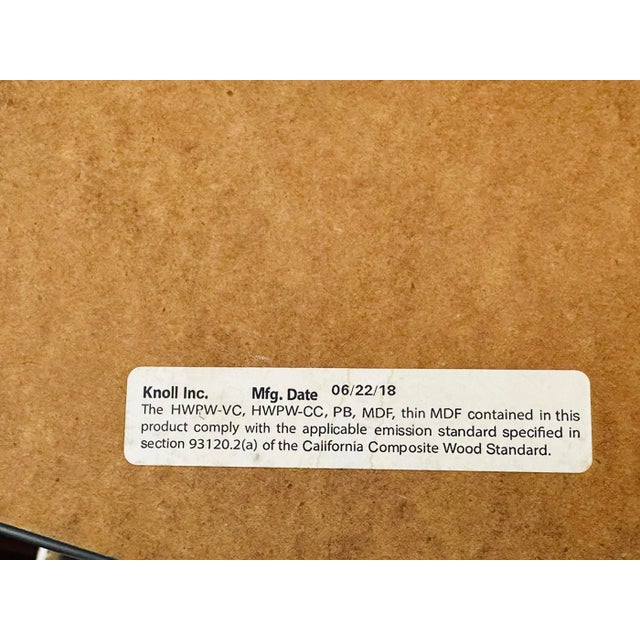 Knoll Inc. Mfg. Date 06/22/18
The HWPW-VC, HWPW-CC, PB, MDF, thin MDF contained in this
product comply with the applicable emission standard specified in
section 93120.2(a) of the California Composite Wood Standard.